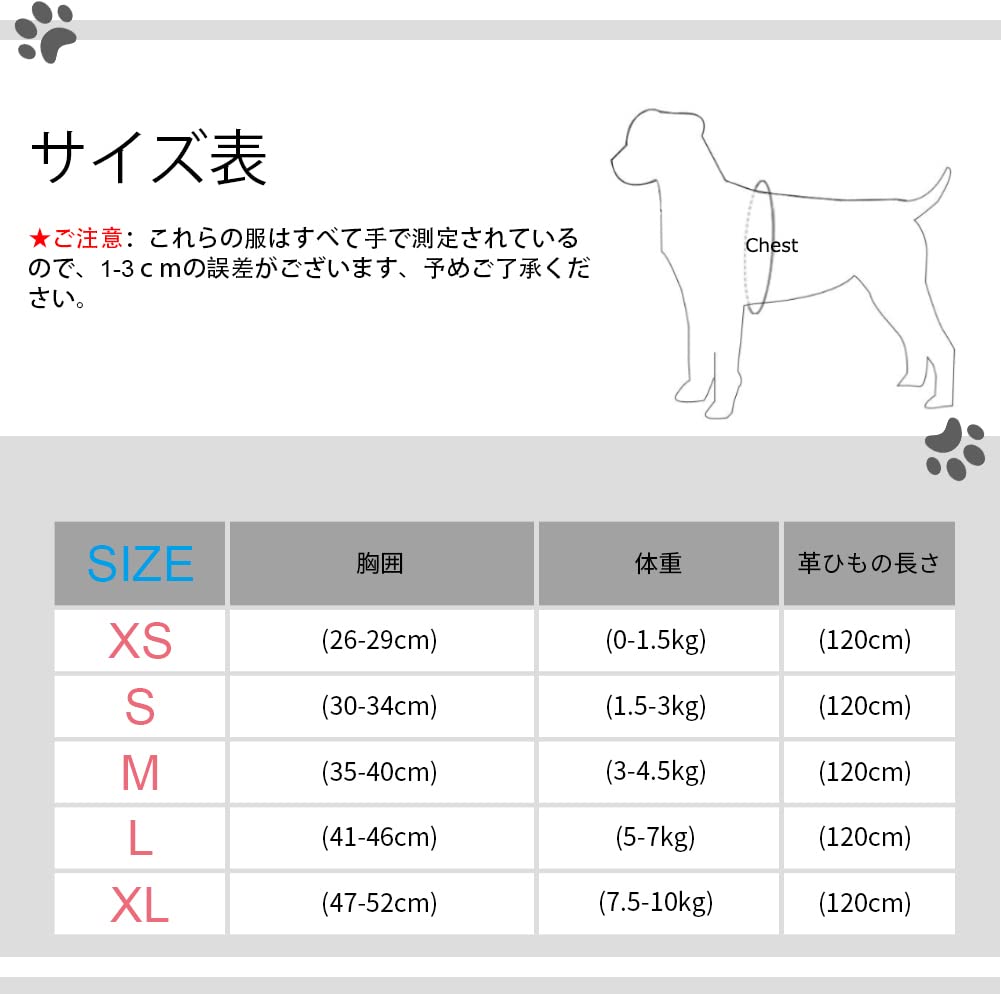 サイズ表
★ご注意：これらの服はすべて手で測定されている
ので、1-3ｃmの誤差がございます、予めご了承くだ
さい。
Chest
SIZE 胸囲 体重 革ひもの長さ
XS (26-29cm) (0-1.5kg) (120cm)
S (30-34cm) (1.5-3kg) (120cm)
M (35-40cm) (3-4.5kg) (120cm)
L (41-46cm) (5-7kg) (120cm)
XL (47-52cm) (7.5-10kg) (120cm)